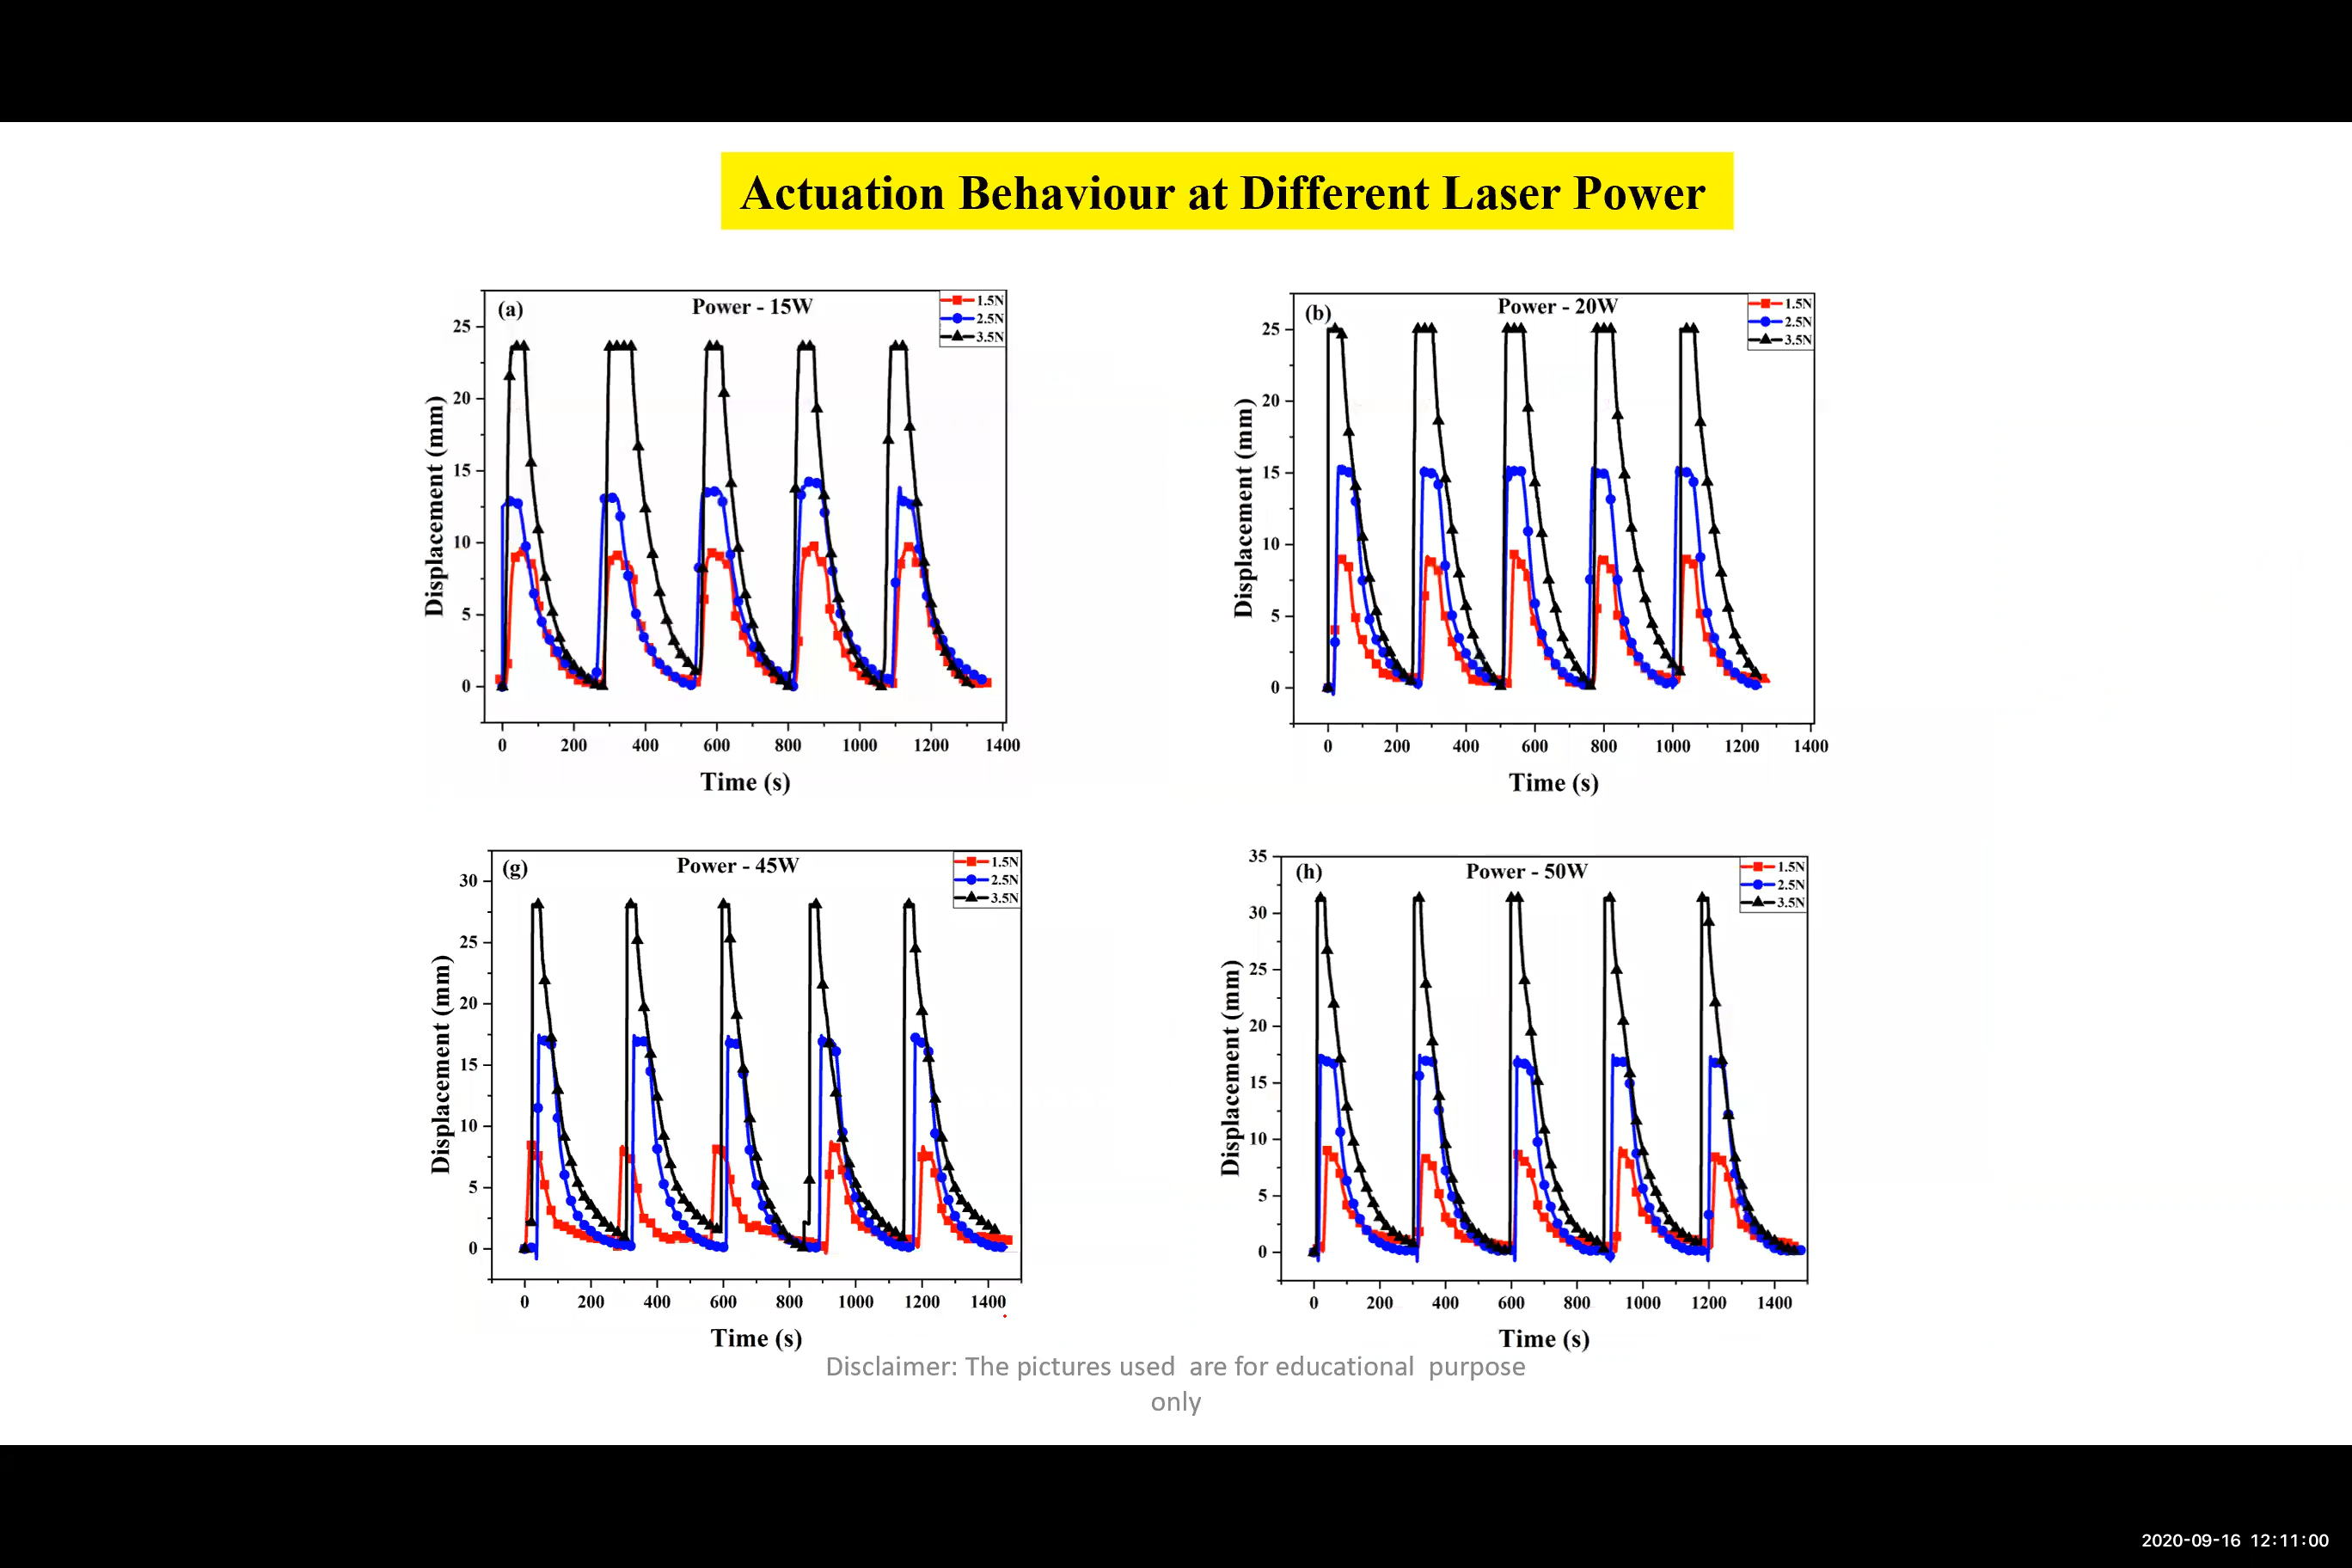 Actuation Behaviour at Different Laser Power
(a)
Power - 15W
1.5N
2.5N
3.5N
25
20
15
10
5
0
Displacement (mm)
0 200 400 600 800 1000 1200 1400
Time (s)
(b)
Power - 20W
1.5N
2.5N
3.5N
25
20
15
10
5
0
Displacement (mm)
0 200 400 600 800 1000 1200 1400
Time (s)
(g)
Power - 45W
1.5N
2.5N
3.5N
30
25
20
15
10
5
0
Displacement (mm)
0 200 400 600 800 1000 1200 1400
Time (s)
(h)
Power - 50W
1.5N
2.5N
3.5N
35
30
25
20
15
10
5
0
Displacement (mm)
0 200 400 600 800 1000 1200 1400
Time (s)
Disclaimer: The pictures used are for educational purpose
only
2020-09-16 12:11:00